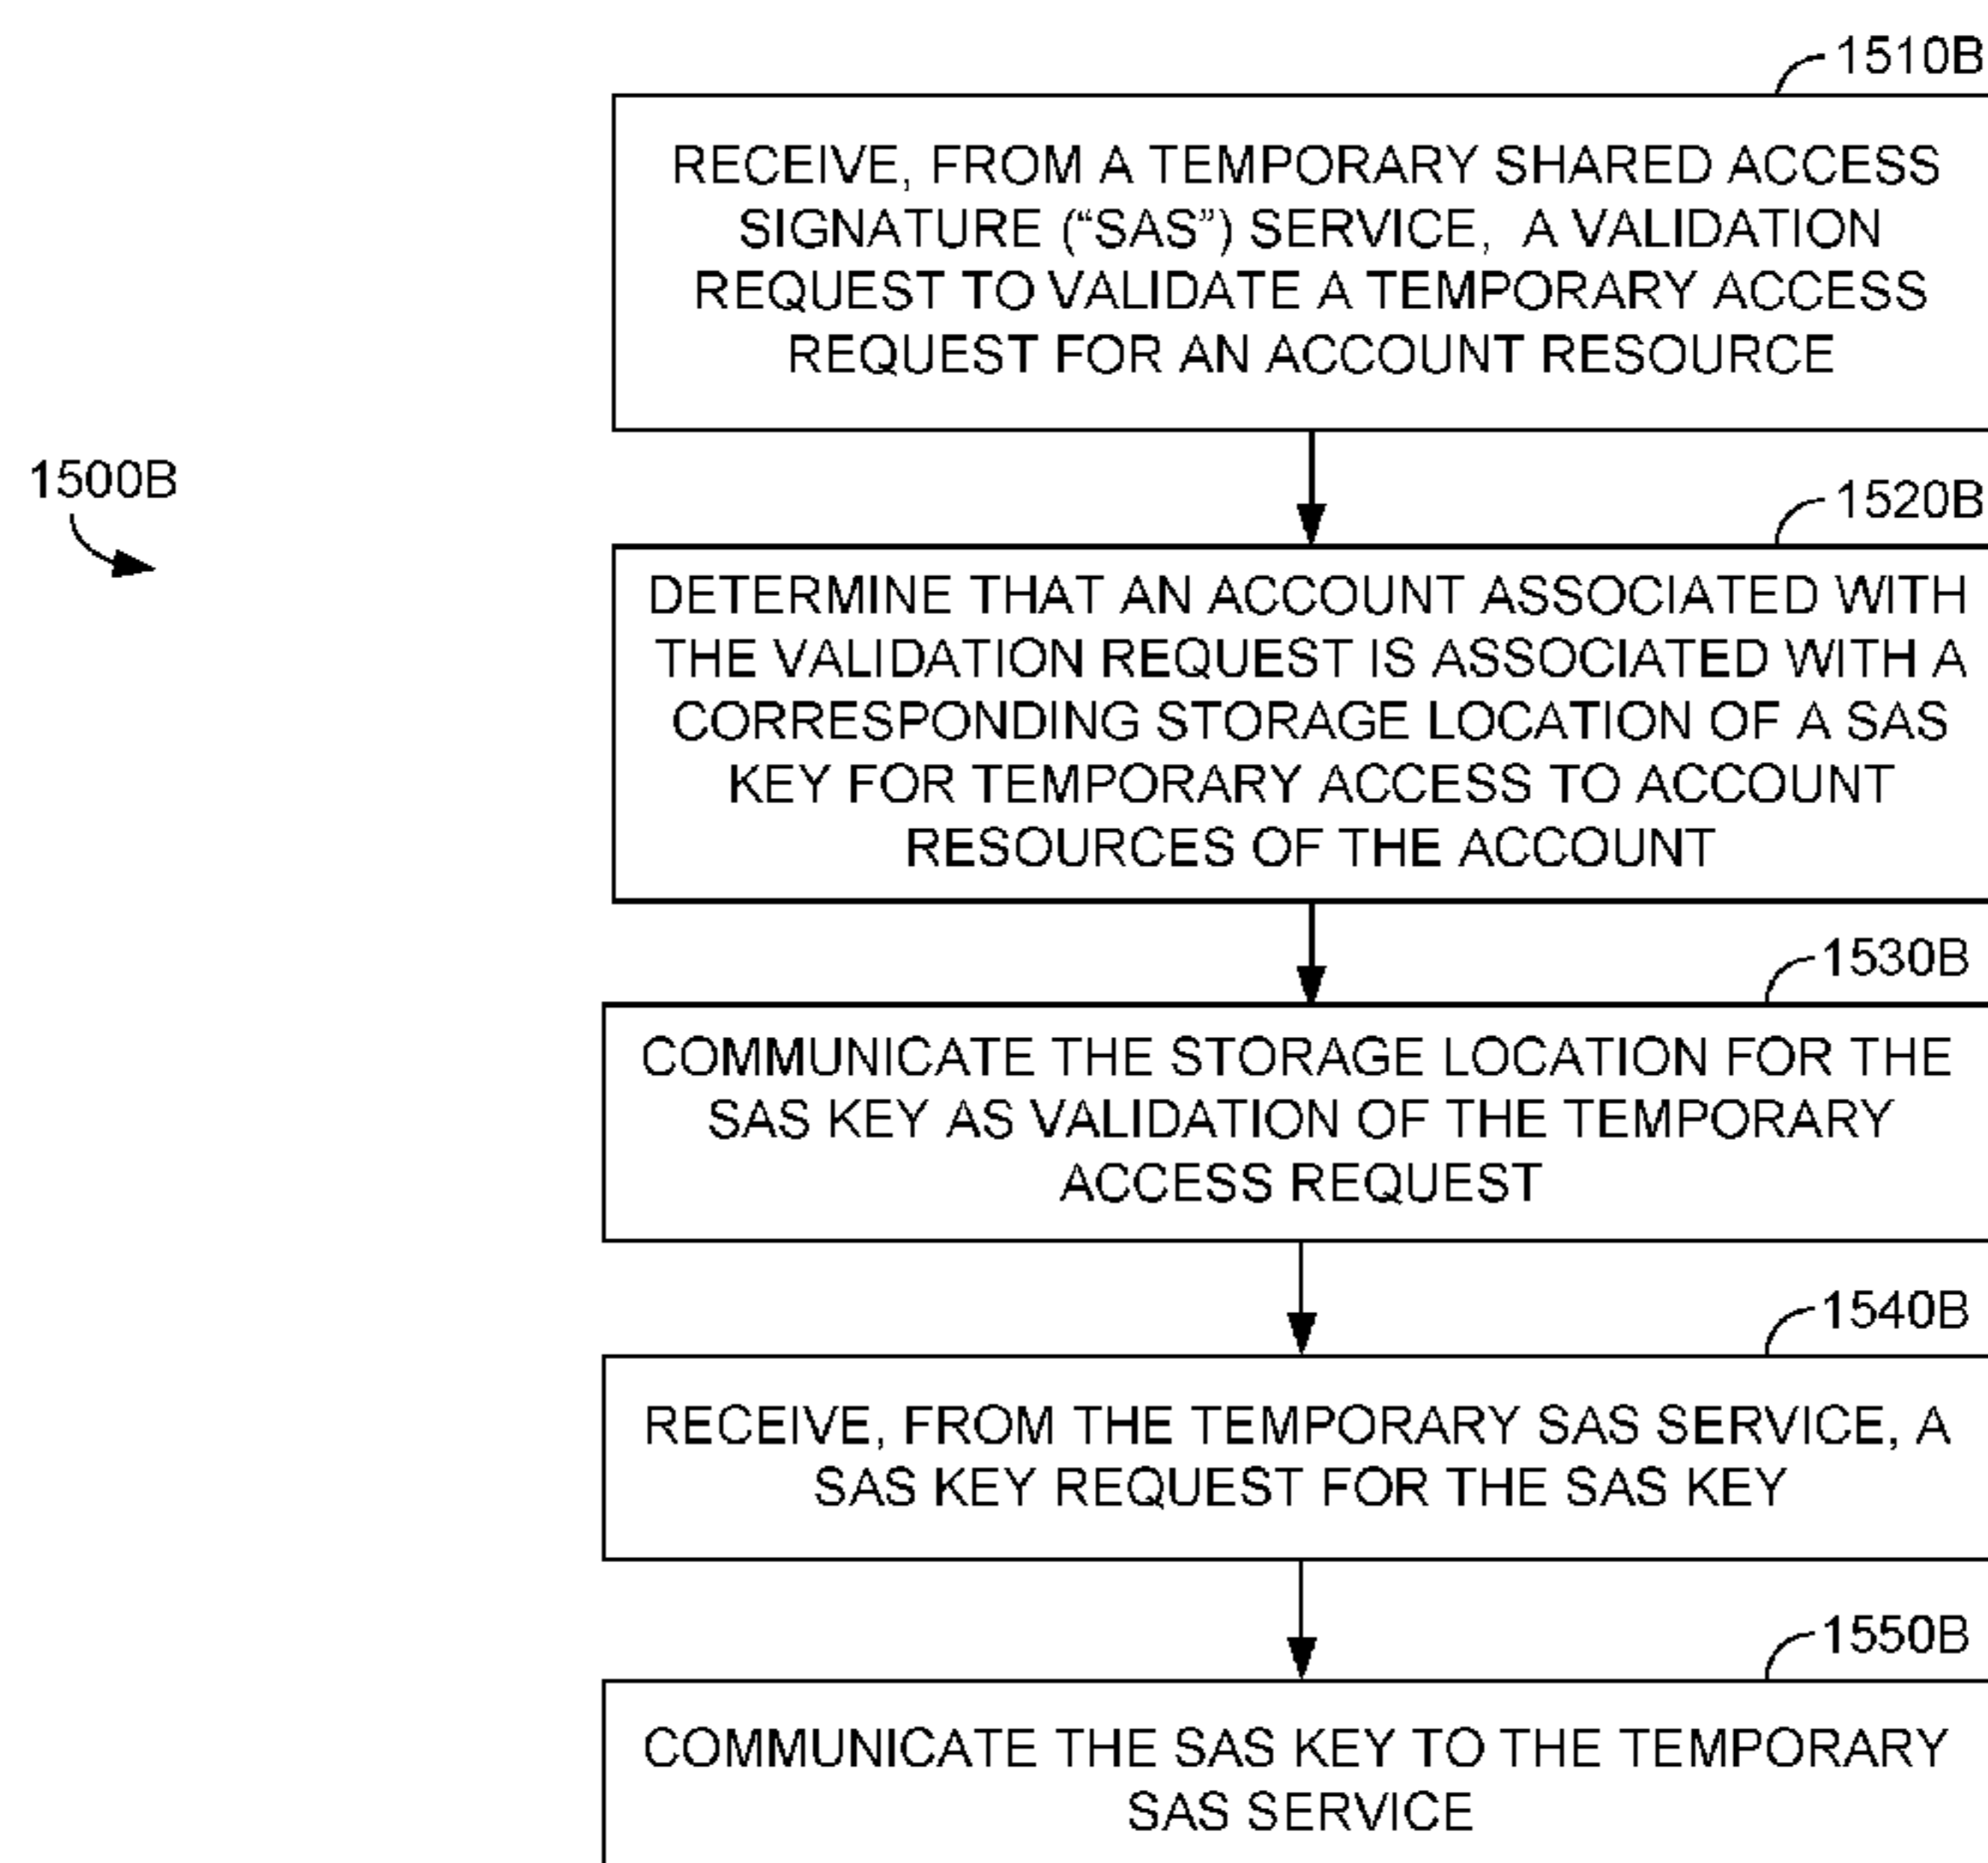 1510B
RECEIVE, FROM A TEMPORARY SHARED ACCESS
SIGNATURE (“SAS”) SERVICE, A VALIDATION
REQUEST TO VALIDATE A TEMPORARY ACCESS
REQUEST FOR AN ACCOUNT RESOURCE
1500B
1520B
DETERMINE THAT AN ACCOUNT ASSOCIATED WITH
THE VALIDATION REQUEST IS ASSOCIATED WITH A
CORRESPONDING STORAGE LOCATION OF A SAS
KEY FOR TEMPORARY ACCESS TO ACCOUNT
RESOURCES OF THE ACCOUNT
1530B
COMMUNICATE THE STORAGE LOCATION FOR THE
SAS KEY AS VALIDATION OF THE TEMPORARY
ACCESS REQUEST
1540B
RECEIVE, FROM THE TEMPORARY SAS SERVICE, A
SAS KEY REQUEST FOR THE SAS KEY
1550B
COMMUNICATE THE SAS KEY TO THE TEMPORARY
SAS SERVICE